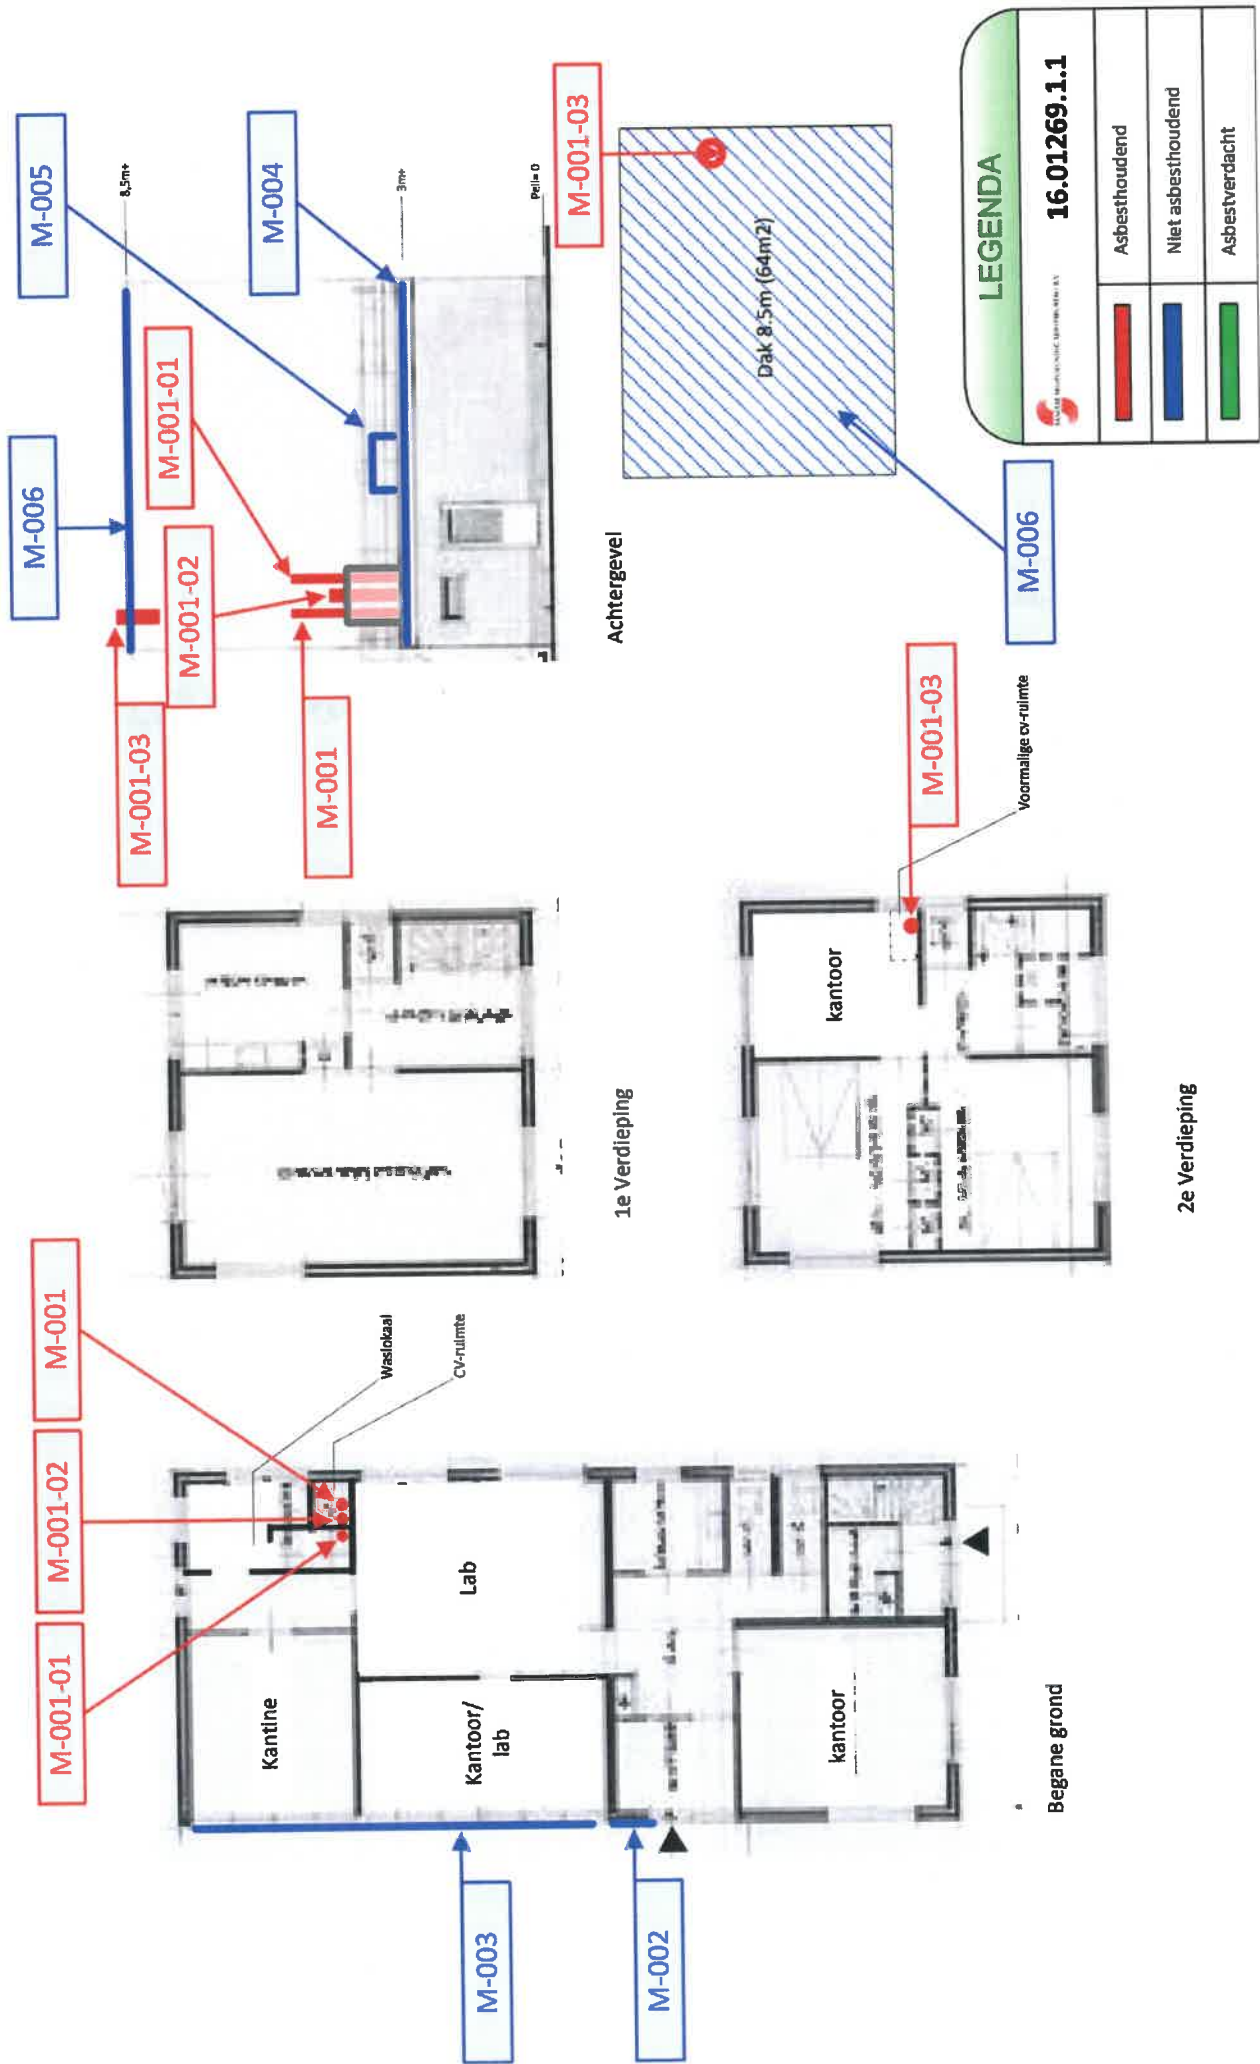 M-001-01
M-001-02
M-001
Waslokaal
CV-ruimte
Kantine
Kantoor/
lab
Lab
kantoor
M-003
M-002
Begane grond
1e Verdieping
kantoor
M-001-03
Voormalige cv-ruimte
2e Verdieping
M-006
M-005
8,5m+
M-001-03
M-001-02
M-001-01
M-001
M-004
3m+
Peil= 0
Achtergevel
M-001-03
Dak 8.5m (64m2)
M-006
LEGENDA
16.01269.1.1
Asbesthoudend
Niet asbesthoudend
Asbestverdacht